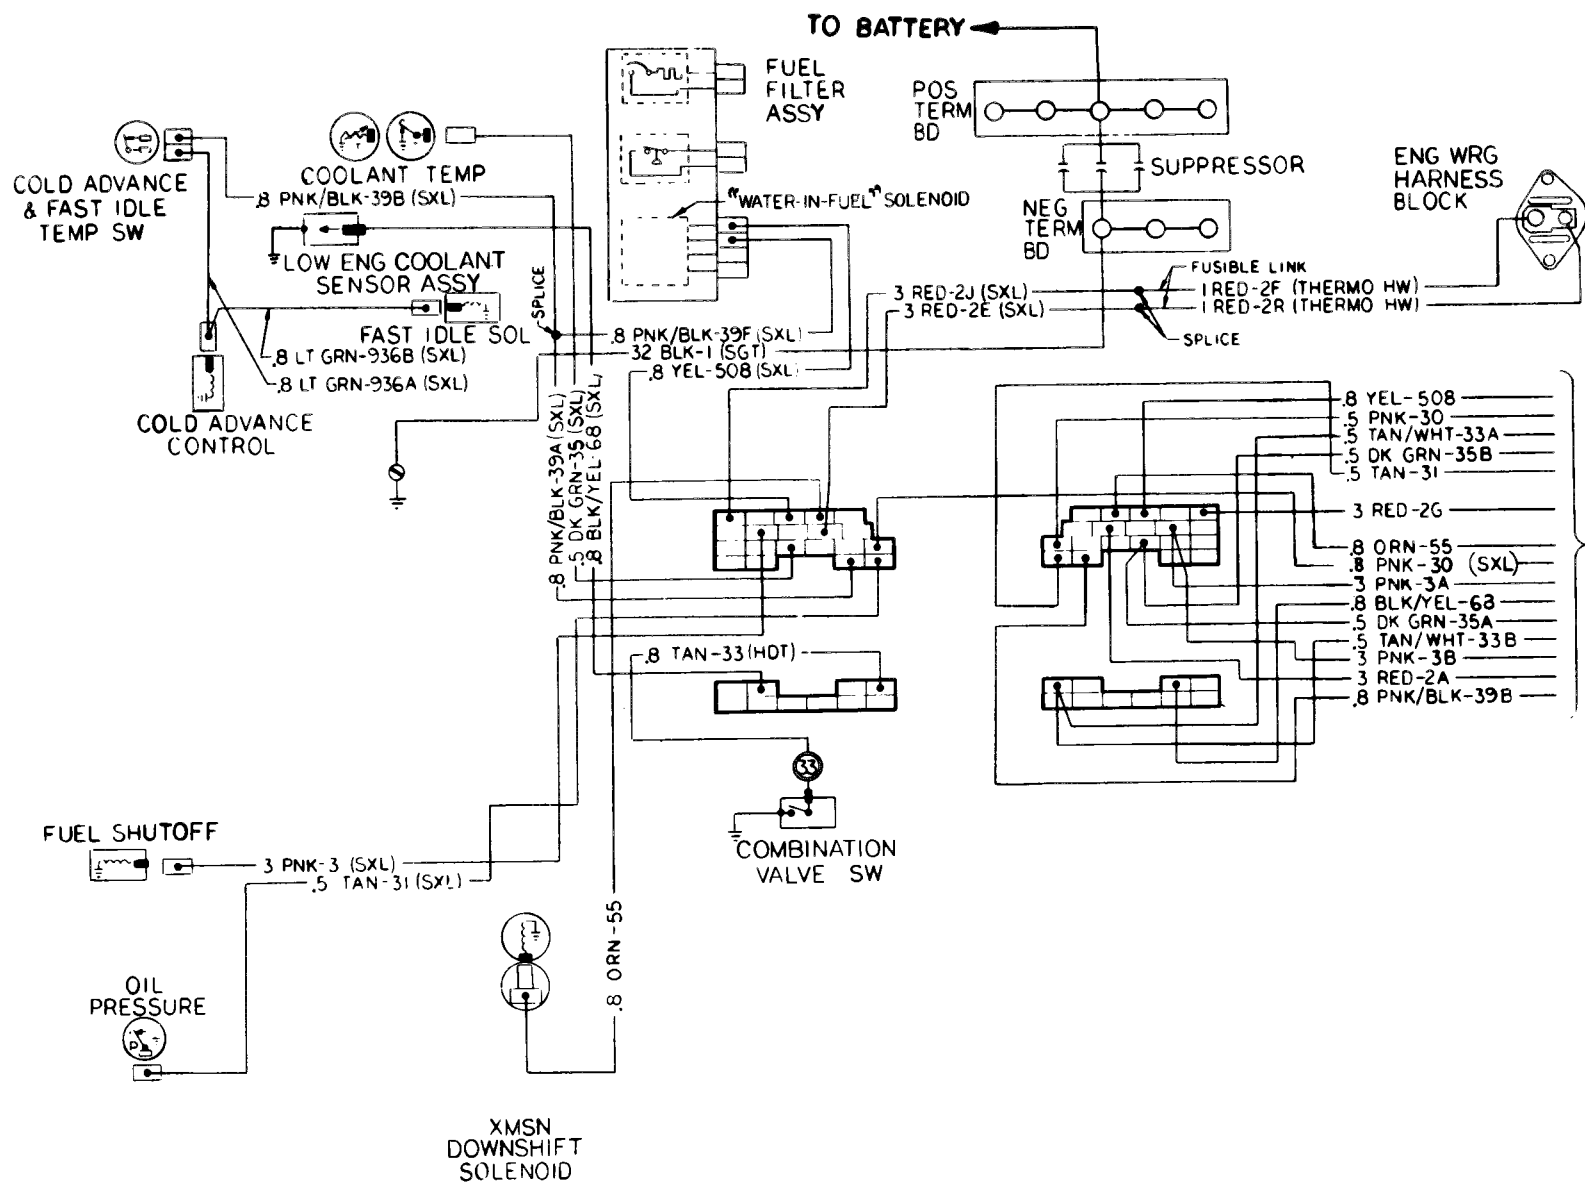 TO BATTERY
FUEL
FILTER
ASSY
POS
TERM
BD
SUPPRESSOR
ENG WRG
HARNESS
BLOCK
COLD ADVANCE
& FAST IDLE
TEMP SW
COOLANT TEMP
.8 PNK/BLK-39B (SXL)
"WATER-IN-FUEL" SOLENOID
NEG
TERM
BD
LOW ENG COOLANT
SENSOR ASSY
SPLICE
FUSIBLE LINK
3 RED-2J (SXL)
1 RED-2F (THERMO HW)
3 RED-2E (SXL)
1 RED-2R (THERMO HW)
SPLICE
FAST IDLE SOL
.8 PNK/BLK-39F (SXL)
32 BLK-1 (SGT)
.8 YEL-508 (SXL)
.8 LT GRN-936B (SXL)
.8 LT GRN-936A (SXL)
COLD ADVANCE
CONTROL
.8 PNK/BLK-39A (SXL)
.5 DK GRN-35 (SXL)
.8 BLK/YEL-68 (SXL)
.8 YEL-508
.5 PNK-30
.5 TAN/WHT-33A
.5 DK GRN-35B
.5 TAN-31
3 RED-2G
.8 ORN-55
.8 PNK-30 (SXL)
3 PNK-3A
.8 BLK/YEL-68
.5 DK GRN-35A
.5 TAN/WHT-33B
3 PNK-3B
3 RED-2A
.8 PNK/BLK-39B
.8 TAN-33 (HDT)
33
COMBINATION
VALVE SW
FUEL SHUTOFF
3 PNK-3 (SXL)
.5 TAN-31 (SXL)
.8 ORN-55
OIL
PRESSURE
P
XMSN
DOWNSHIFT
SOLENOID